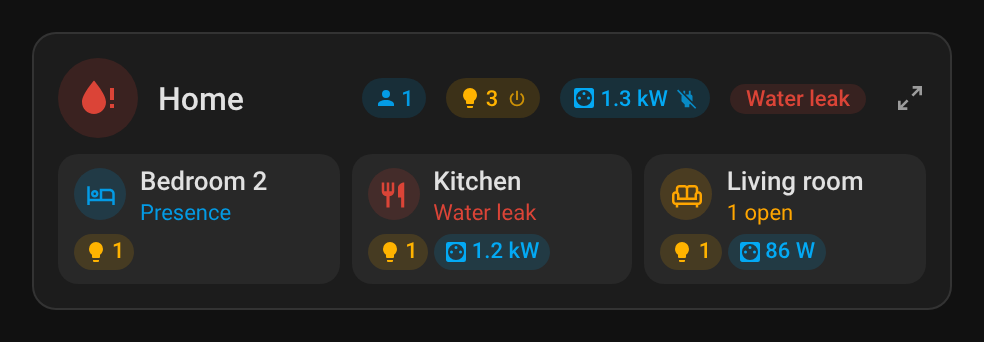 Home
1
3
1.3 kW
Water leak
Bedroom 2
Presence
1
Kitchen
Water leak
1
1.2 kW
Living room
1 open
1
86 W